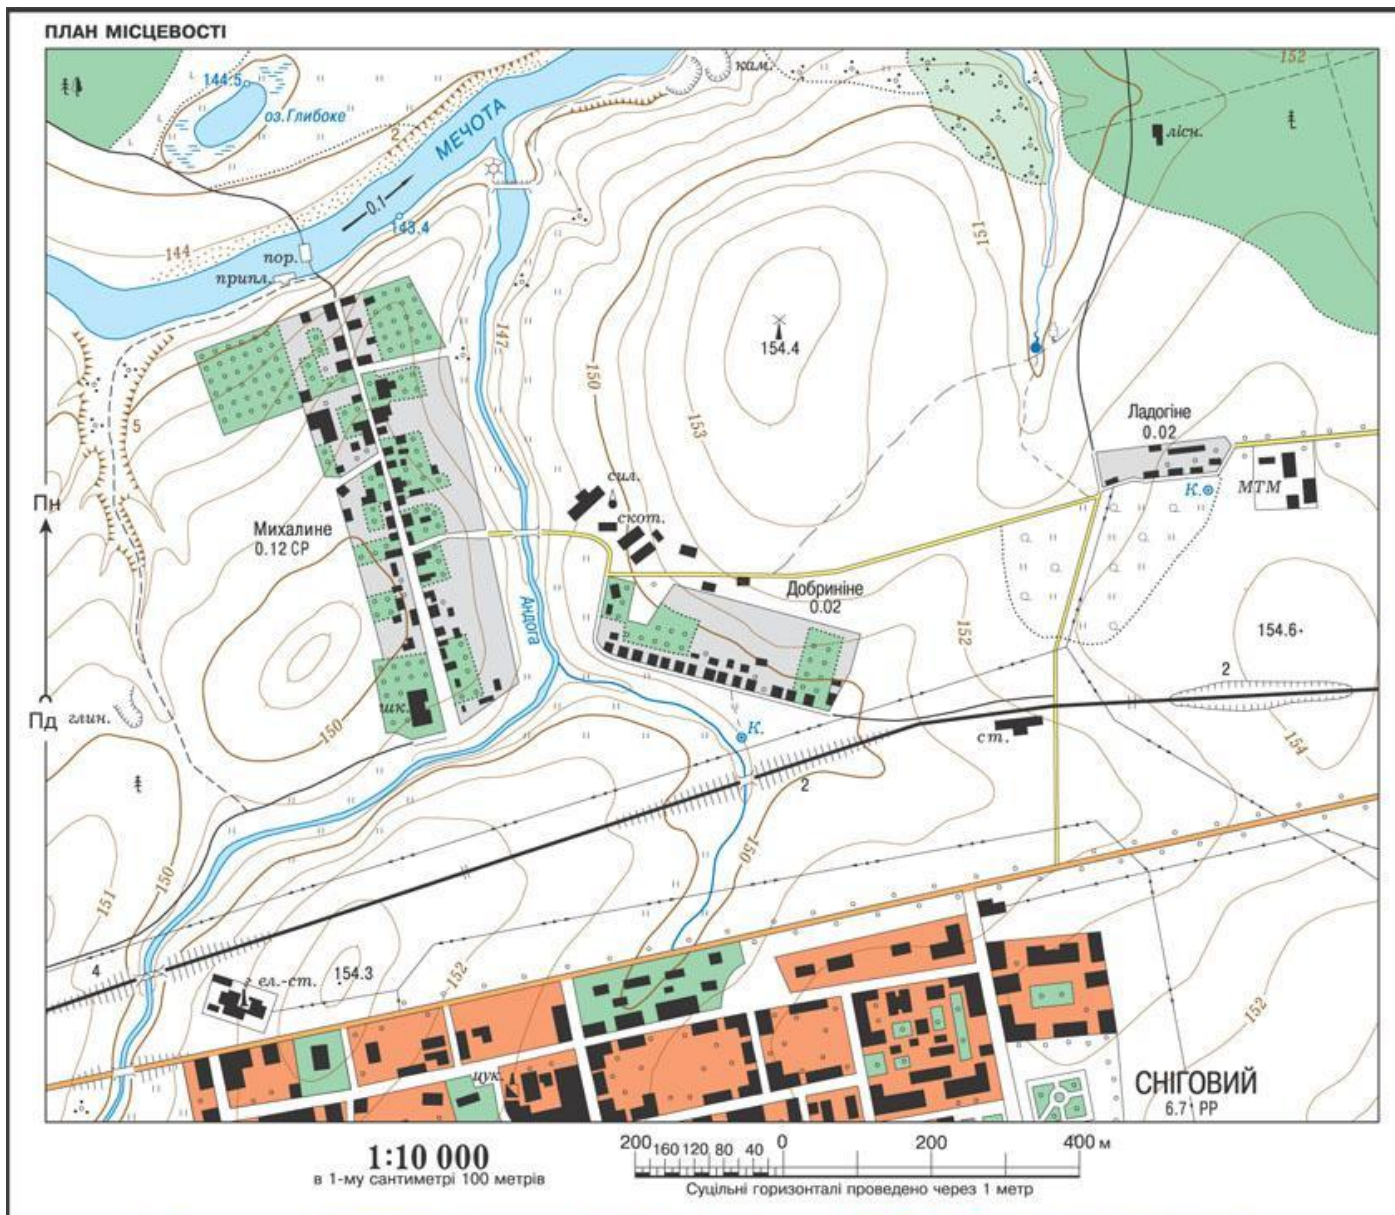 ПЛАН МІСЦЕВОСТІ
152
144.5
кам.
оз.Глибоке
МЕЧОТА
2
лісн.
0.1
143.4
144
151
пор.
припл.
147
154.4
150
5
153
Ладогіне
0.02
сил.
К.
МТМ
Пн
скот.
Михалине
0.12 СР
Добриніне
0.02
Андога
152
154.6
2
шк.
Пд
глин.
150
К.
ст.
154
2
150
150
151
4
ел.-ст.
154.3
152
152
цук.
СНІГОВИЙ
6.7 РР
1:10 000
в 1-му сантиметрі 100 метрів
200 160 120 80 40 0 200 400 м
Суцільні горизонталі проведено через 1 метр